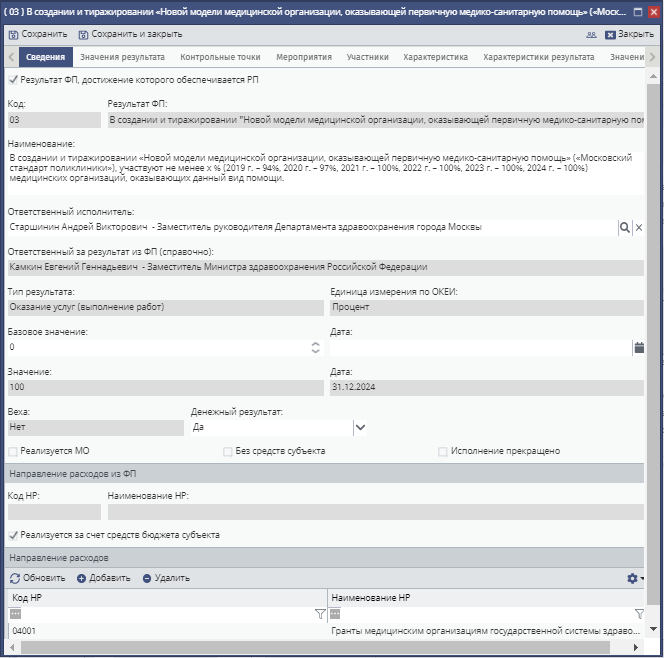 ( 03 ) В создании и тиражировании «Новой модели медицинской организации, оказывающей первичную медико-санитарную помощь» («Моск...
Сохранить Сохранить и закрыть Закрыть
Сведения Значения результата Контрольные точки Мероприятия Участники Характеристика Характеристики результата Значени
Результат ФП, достижение которого обеспечивается РП
Код: Результат ФП:
03 В создании и тиражировании "Новой модели медицинской организации, оказывающей первичную медико-санитарную пом
Наименование:
В создании и тиражировании «Новой модели медицинской организации, оказывающей первичную медико-санитарную помощь» («Московский
стандарт поликлиники»), участвуют не менее х % (2019 г. – 94%, 2020 г. – 97%, 2021 г. – 100%, 2022 г. – 100%, 2023 г. – 100%, 2024 г. – 100%)
медицинских организаций, оказывающих данный вид помощи.
Ответственный исполнитель:
Старшинин Андрей Викторович - Заместитель руководителя Департамента здравоохранения города Москвы
Ответственный за результат из ФП (справочно):
Камкин Евгений Геннадьевич - Заместитель Министра здравоохранения Российской Федерации
Тип результата: Единица измерения по ОКЕИ:
Оказание услуг (выполнение работ) Процент
Базовое значение: Дата:
0
Значение: Дата:
100 31.12.2024
Веха: Денежный результат:
Нет Да
Реализуется МО Без средств субъекта Исполнение прекращено
Направление расходов из ФП
Код НР: Наименование НР:
Реализуется за счет средств бюджета субъекта
Направление расходов
Обновить Добавить Удалить
Код НР Наименование НР
04001 Гранты медицинским организациям государственной системы здраво...